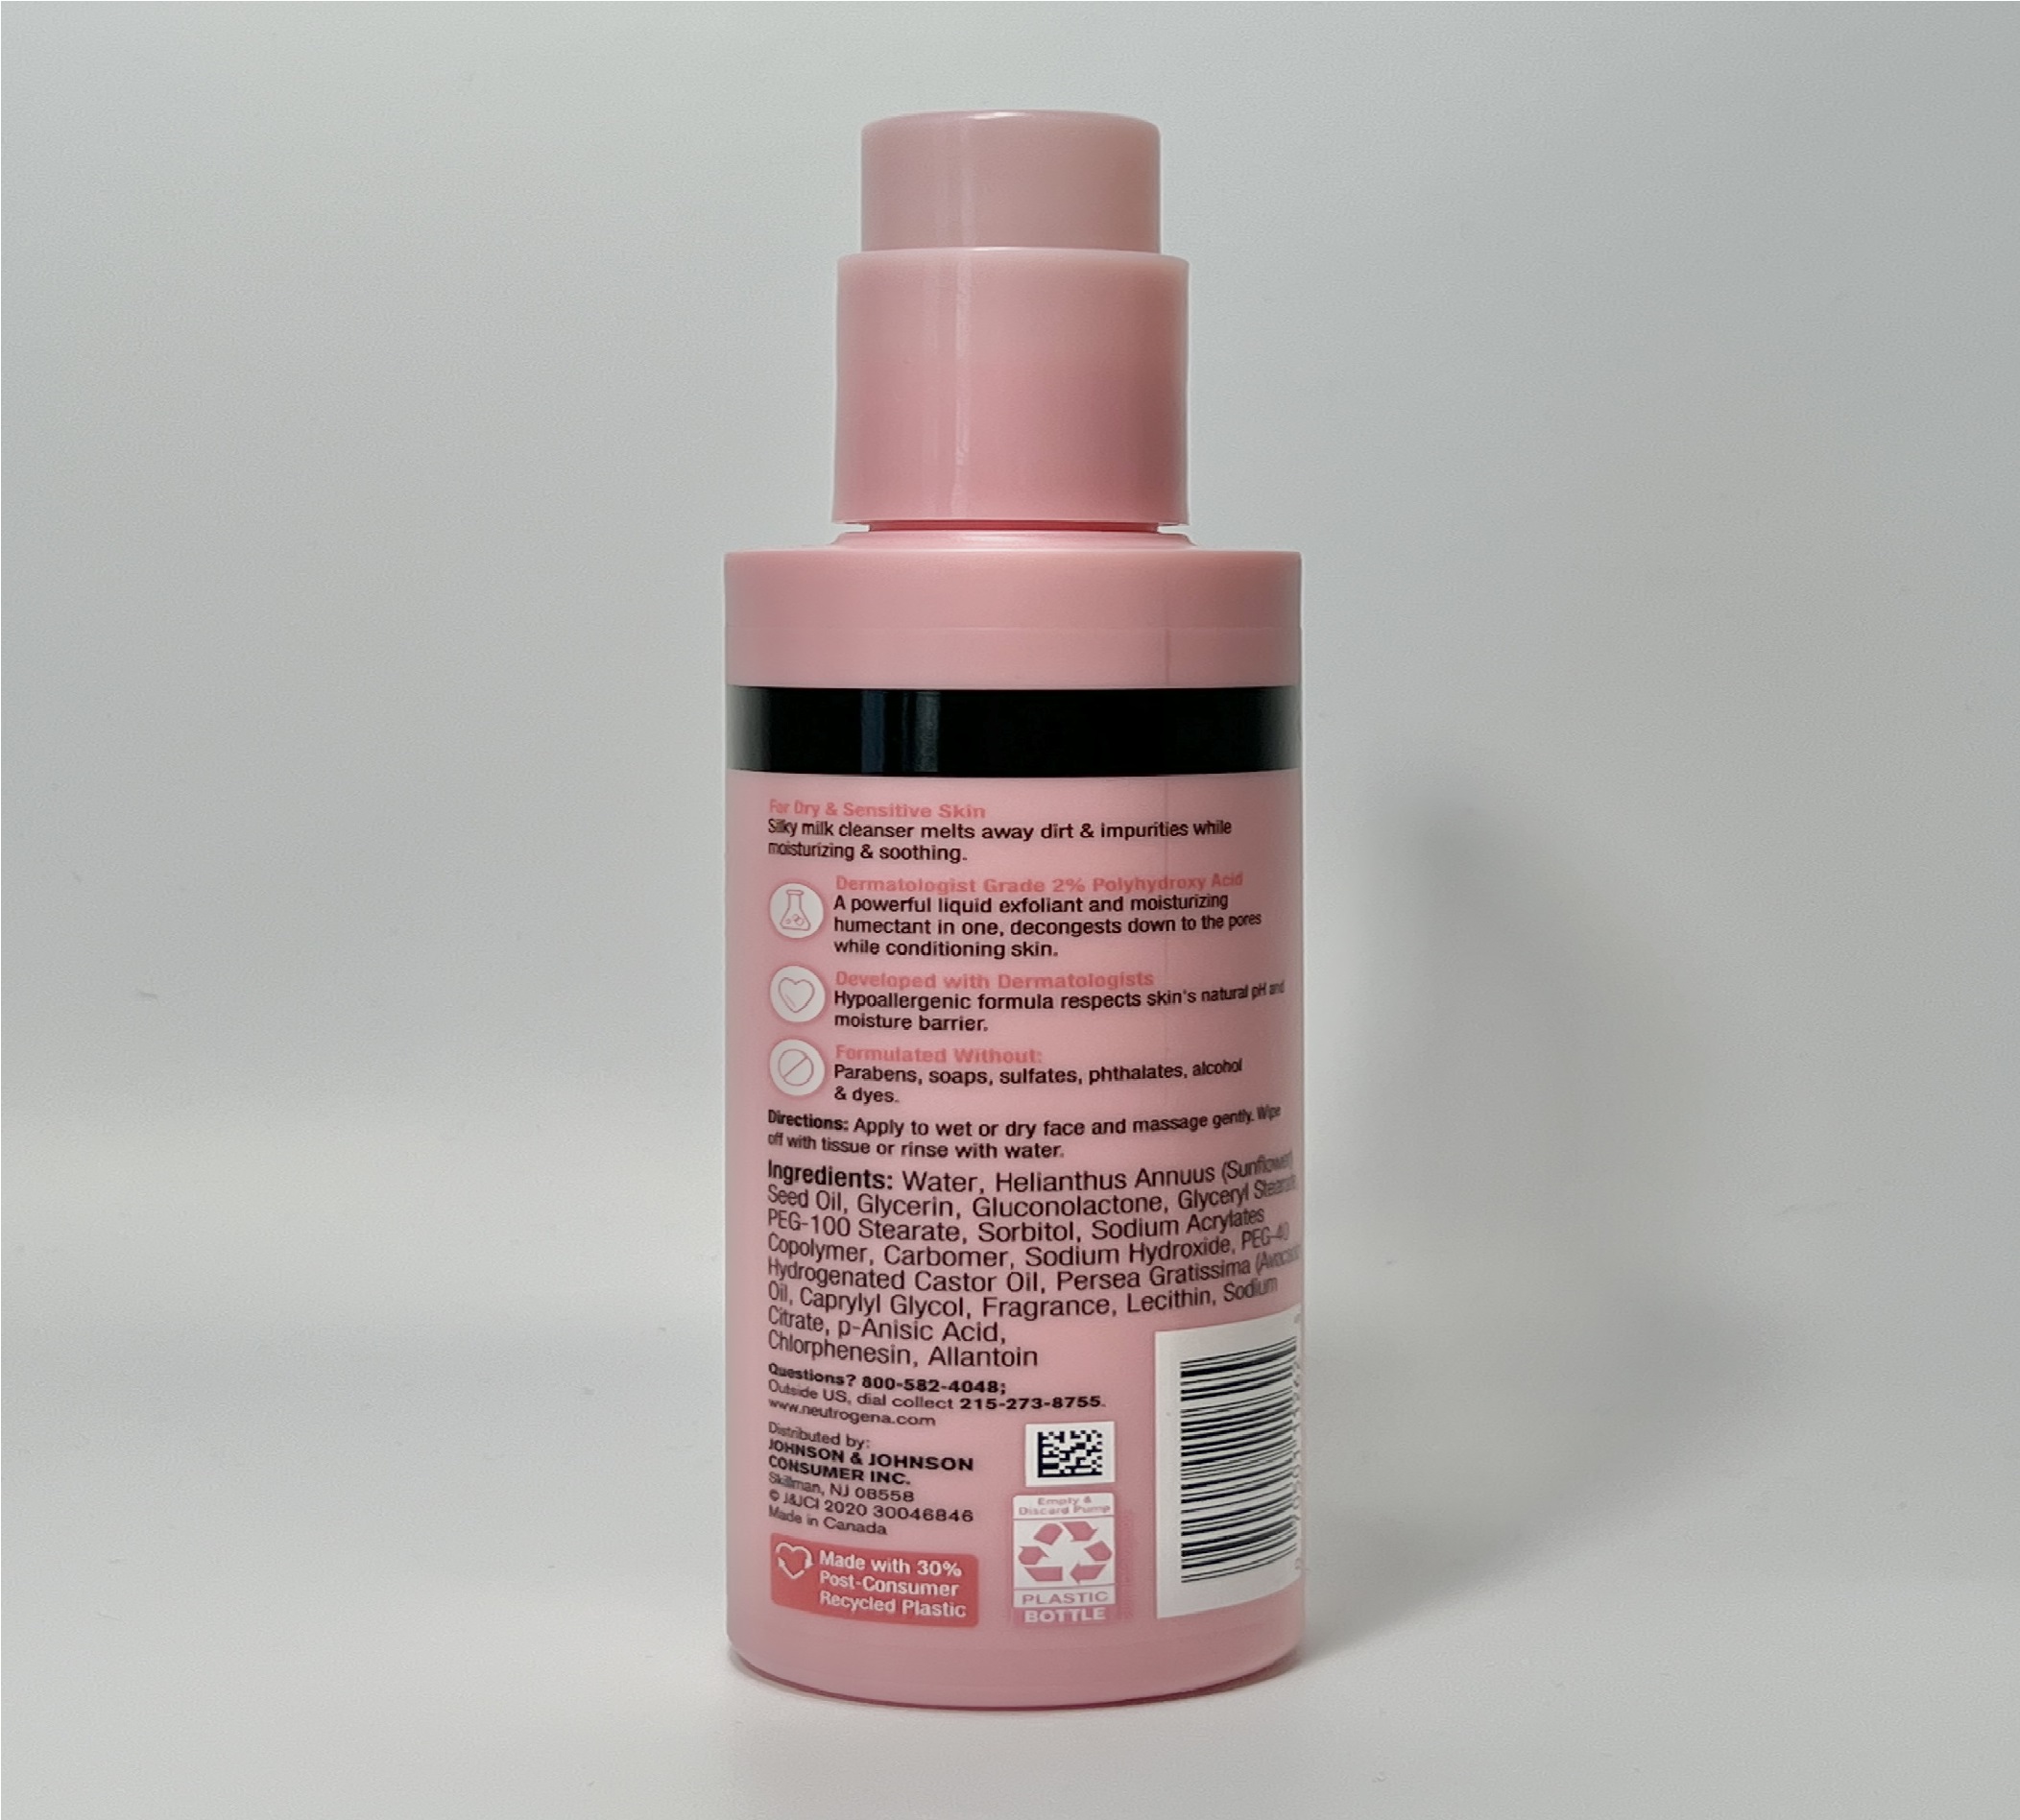 For Dry & Sensitive Skin
Silky milk cleanser melts away dirt & impurities while
moisturizing & soothing.
Dermatologist Grade 2% Polyhydroxy Acid
A powerful liquid exfoliant and moisturizing
humectant in one, decongests down to the pores
while conditioning skin.
Developed with Dermatologists
Hypoallergenic formula respects skin's natural pH and
moisture barrier.
Formulated Without:
Parabens, soaps, sulfates, phthalates, alcohol
& dyes.
Directions: Apply to wet or dry face and massage gently. Wipe
off with tissue or rinse with water.
Ingredients: Water, Helianthus Annuus (Sunflower)
Seed Oil, Glycerin, Gluconolactone, Glyceryl Stearate,
PEG-100 Stearate, Sorbitol, Sodium Acrylates
Copolymer, Carbomer, Sodium Hydroxide, PEG-40
Hydrogenated Castor Oil, Persea Gratissima (Avocado)
Oil, Caprylyl Glycol, Fragrance, Lecithin, Sodium
Citrate, p-Anisic Acid,
Chlorphenesin, Allantoin
Questions? 800-582-4048;
Outside US, dial collect 215-273-8755.
www.neutrogena.com
Distributed by:
JOHNSON & JOHNSON
CONSUMER INC.
Skillman, NJ 08558
© J&JCI 2020 30046846
Made in Canada
Made with 30%
Post-Consumer
Recycled Plastic
Empty &
Discard Pump
PLASTIC
BOTTLE